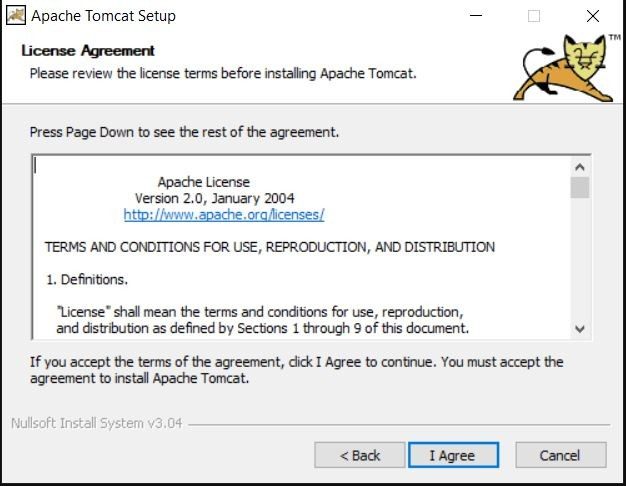 Apache Tomcat Setup
License Agreement
Please review the license terms before installing Apache Tomcat.
TM
Press Page Down to see the rest of the agreement.
Apache License
Version 2.0, January 2004
http://www.apache.org/licenses/
TERMS AND CONDITIONS FOR USE, REPRODUCTION, AND DISTRIBUTION
1. Definitions.
"License" shall mean the terms and conditions for use, reproduction,
and distribution as defined by Sections 1 through 9 of this document.
If you accept the terms of the agreement, click I Agree to continue. You must accept the
agreement to install Apache Tomcat.
Nullsoft Install System v3.04
< Back
I Agree
Cancel